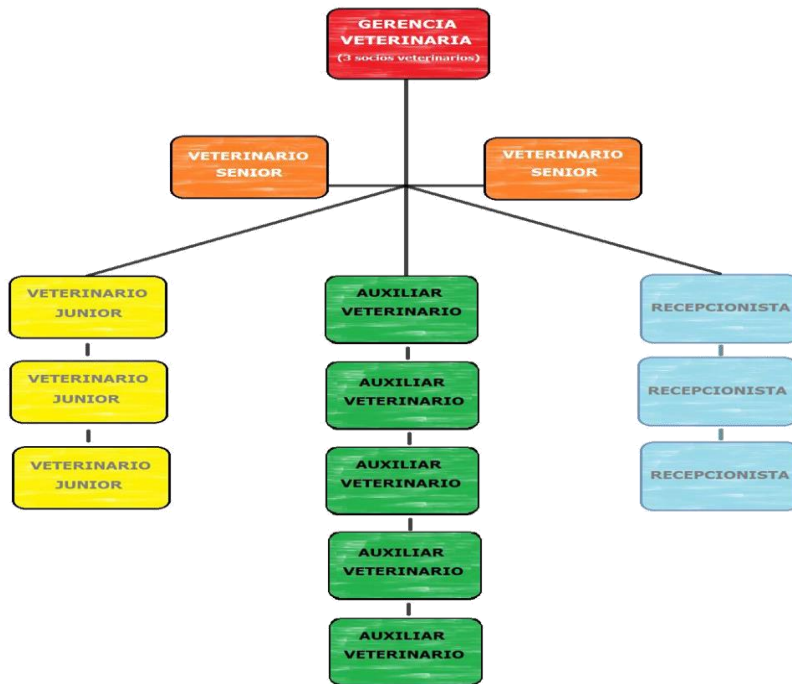 GERENCIA
VETERINARIA
(3 socios veterinarios)
VETERINARIO
SENIOR
VETERINARIO
SENIOR
VETERINARIO
JUNIOR
VETERINARIO
JUNIOR
VETERINARIO
JUNIOR
AUXILIAR
VETERINARIO
AUXILIAR
VETERINARIO
AUXILIAR
VETERINARIO
AUXILIAR
VETERINARIO
AUXILIAR
VETERINARIO
RECEPCIONISTA
RECEPCIONISTA
RECEPCIONISTA